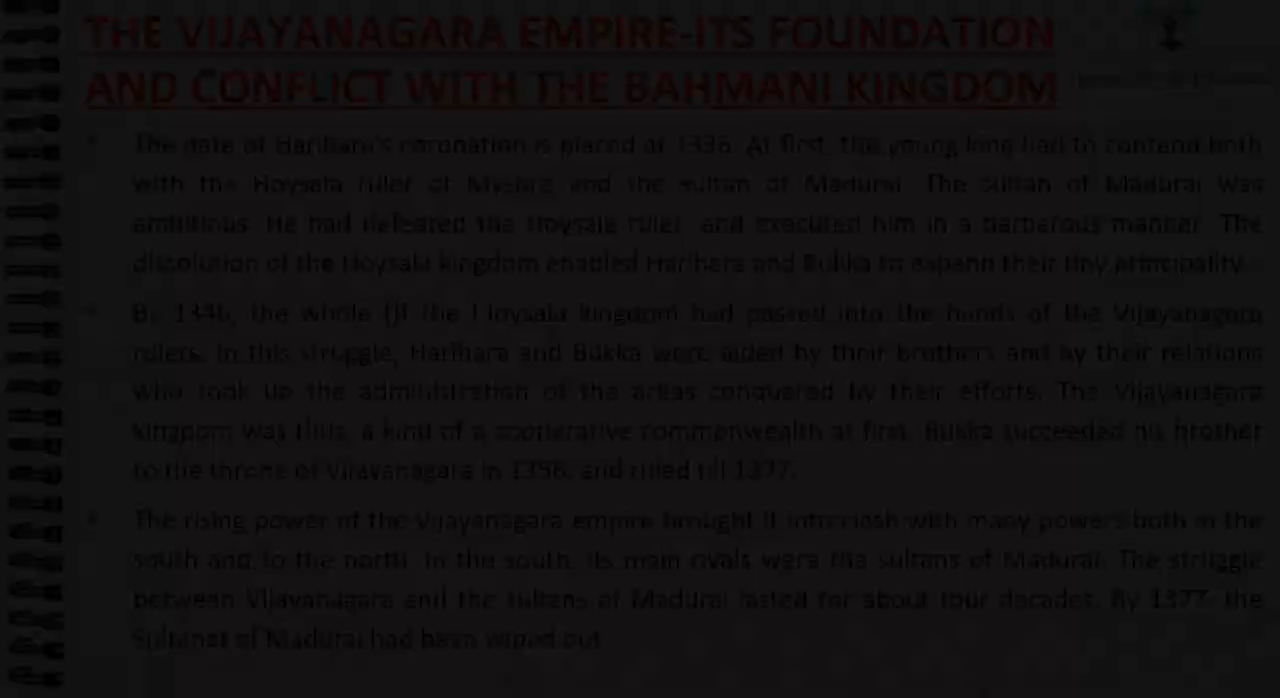 THE VIJAYANAGARA EMPIRE-ITS FOUNDATION
AND CONFLICT WITH THE BAHMANI KINGDOM
The date of Harihara's coronation is placed at 1336. At first, the young king had to contend both
with the Hoysala ruler of Mysore and the sultan of Madurai. The sultan of Madurai was
ambitious. He had defeated the Hoysala ruler, and executed him in a barbarous manner. The
dissolution of the Hoysala kingdom enabled Harihara and Bukka to expand their tiny principality.
By 1346, the whole of the Hoysala kingdom had passed into the hands of the Vijayanagara
rulers. In this struggle, Harihara and Bukka were aided by their brothers and by their relations
who took up the administration of the areas conquered by their efforts. The Vijayanagara
kingdom was thus, a kind of a cooperative commonwealth at first. Bukka succeeded his brother
to the throne of Vijayanagara in 1356, and ruled till 1377.
The rising power of the Vijayanagara empire brought it into clash with many powers both in the
south and to the north. In the south, its main rivals were the sultans of Madurai. The struggle
between Vijayanagara and the sultans of Madurai lasted for about four decades. By 1377 the
Sultanat of Madurai had been wiped out